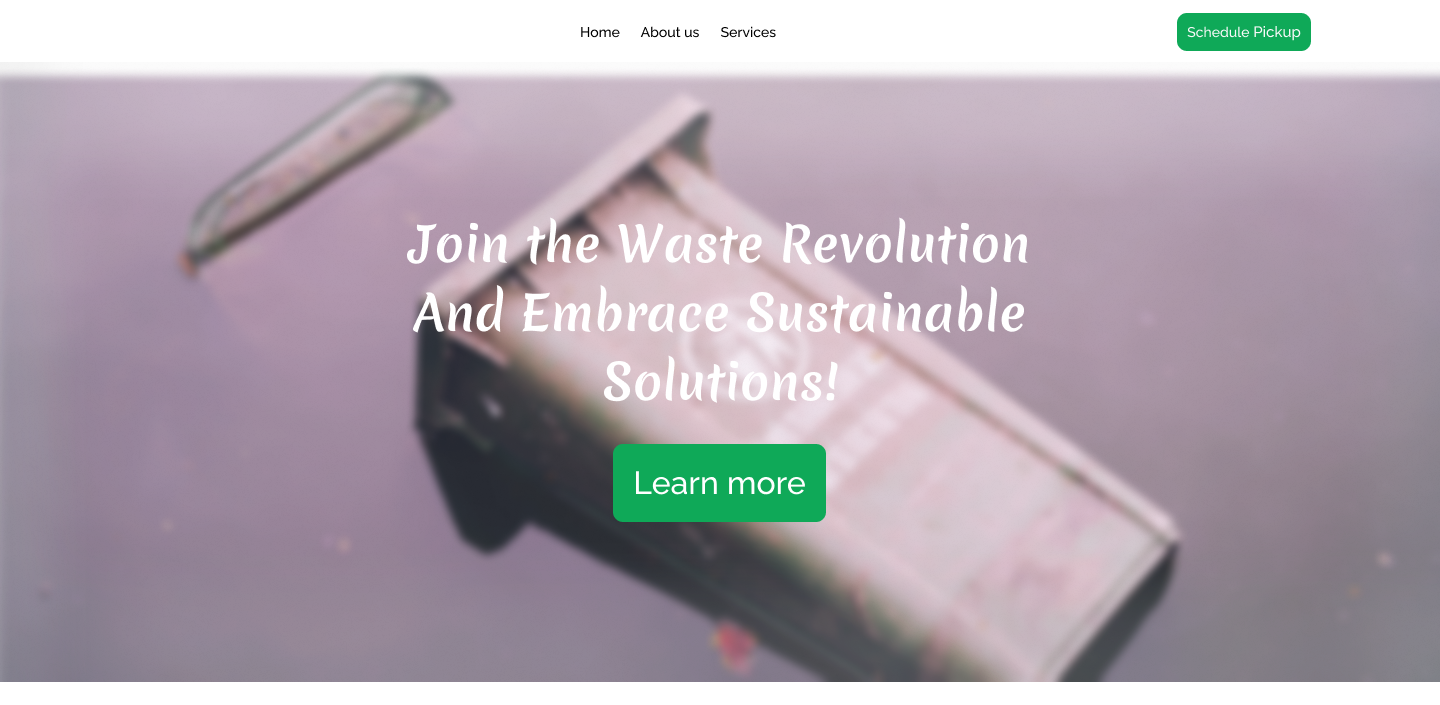 Home About us Services Schedule Pickup
Join the Waste Revolution
And Embrace Sustainable
Solutions!
Learn more